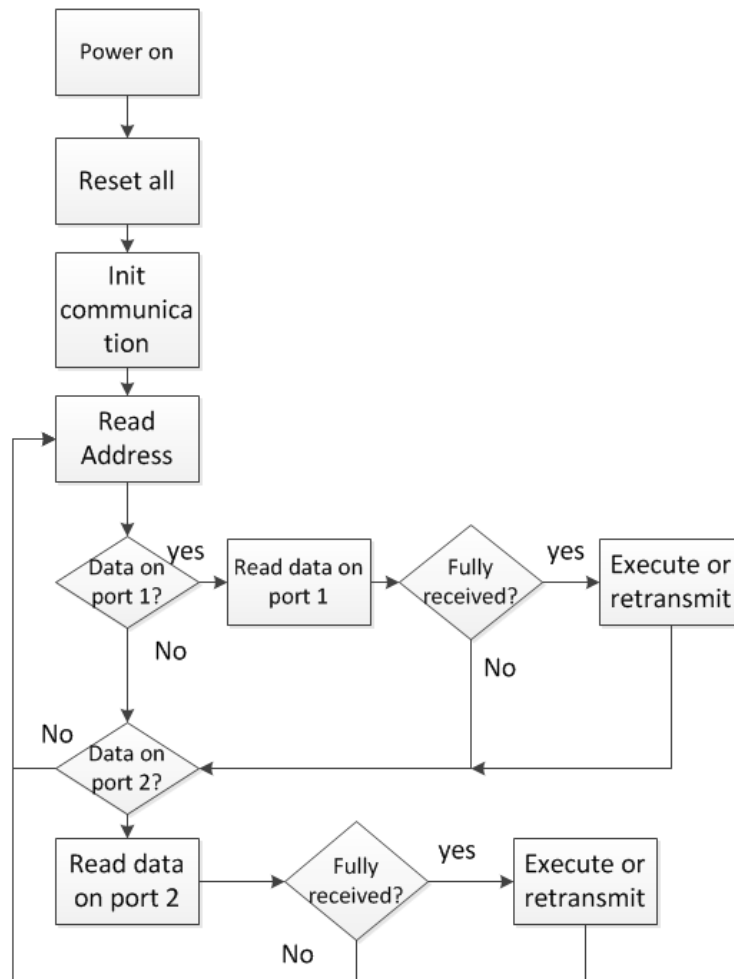 Power on
Reset all
Init
communica
tion
Read
Address
Data on
port 1?
yes
Read data on
port 1
Fully
received?
yes
Execute or
retransmit
No
No
No
Data on
port 2?
Read data
on port 2
Fully
received?
yes
Execute or
retransmit
No